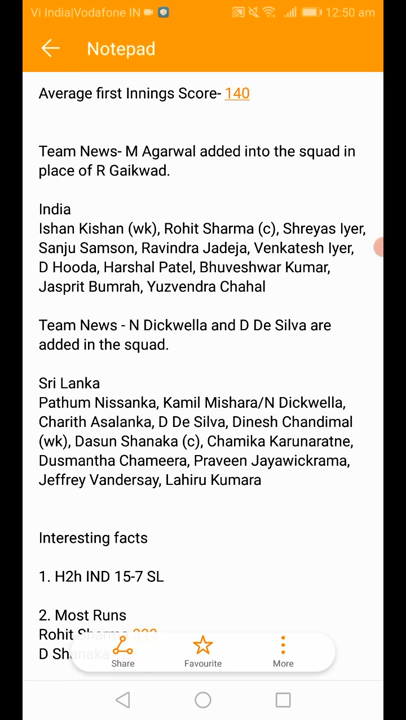 Vi India|Vodafone IN
12:50 am
Notepad
Average first Innings Score- 140
Team News- M Agarwal added into the squad in
place of R Gaikwad.
India
Ishan Kishan (wk), Rohit Sharma (c), Shreyas Iyer,
Sanju Samson, Ravindra Jadeja, Venkatesh Iyer,
D Hooda, Harshal Patel, Bhuveshwar Kumar,
Jasprit Bumrah, Yuzvendra Chahal
Team News - N Dickwella and D De Silva are
added in the squad.
Sri Lanka
Pathum Nissanka, Kamil Mishara/N Dickwella,
Charith Asalanka, D De Silva, Dinesh Chandimal
(wk), Dasun Shanaka (c), Chamika Karunaratne,
Dusmantha Chameera, Praveen Jayawickrama,
Jeffrey Vandersay, Lahiru Kumara
Interesting facts
1. H2h IND 15-7 SL
2. Most Runs
Rohit Sharma
D Shanaka
Share Favourite More